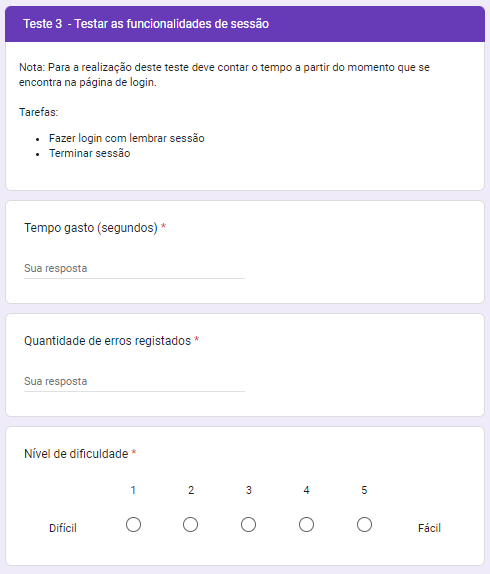 Teste 3 - Testar as funcionalidades de sessão
Nota: Para a realização deste teste deve contar o tempo a partir do momento que se
encontra na página de login.
Tarefas:
• Fazer login com lembrar sessão
• Terminar sessão
Tempo gasto (segundos) *
Sua resposta
Quantidade de erros registados *
Sua resposta
Nível de dificuldade *
1 2 3 4 5
Difícil Fácil